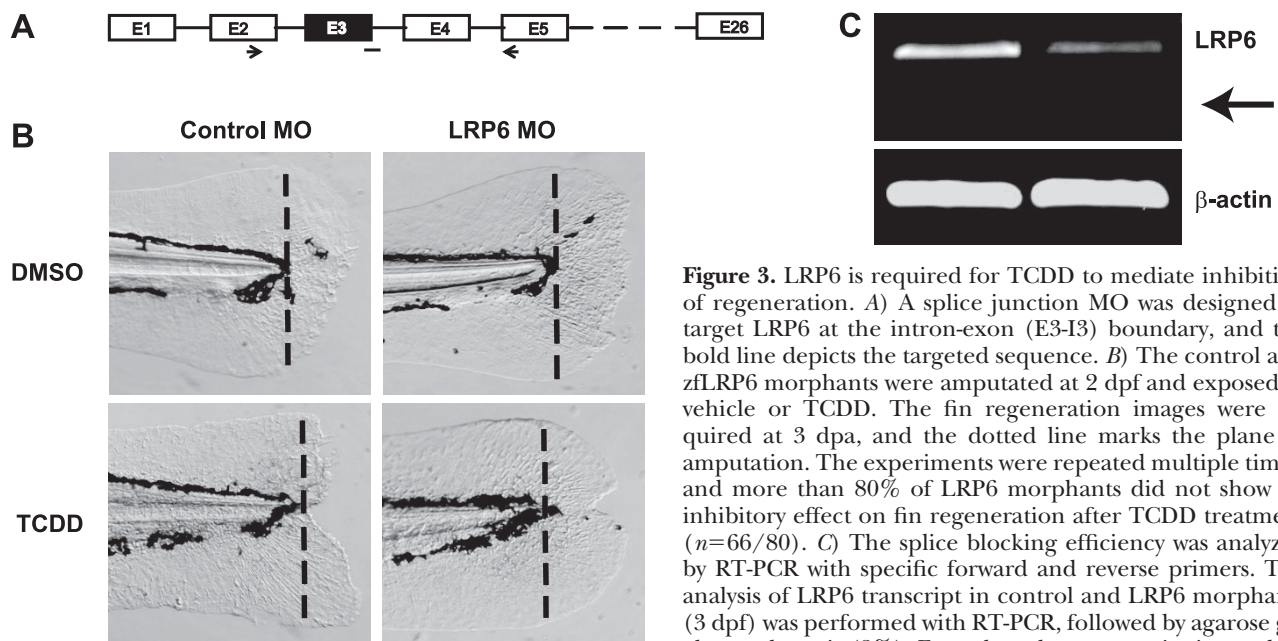 A
E1 E2 E3 E4 E5 E26
B
Control MO LRP6 MO
DMSO
TCDD
C
LRP6
β-actin
Figure 3. LRP6 is required for TCDD to mediate inhibiti
of regeneration. A) A splice junction MO was designed
target LRP6 at the intron-exon (E3-I3) boundary, and t
bold line depicts the targeted sequence. B) The control a
zfLRP6 morphants were amputated at 2 dpf and exposed
vehicle or TCDD. The fin regeneration images were
quired at 3 dpa, and the dotted line marks the plane
amputation. The experiments were repeated multiple tim
and more than 80% of LRP6 morphants did not show
inhibitory effect on fin regeneration after TCDD treatme
(n=66/80). C) The splice blocking efficiency was analyz
by RT-PCR with specific forward and reverse primers. T
analysis of LRP6 transcript in control and LRP6 morphan
(3 dpf) was performed with RT-PCR, followed by agarose g